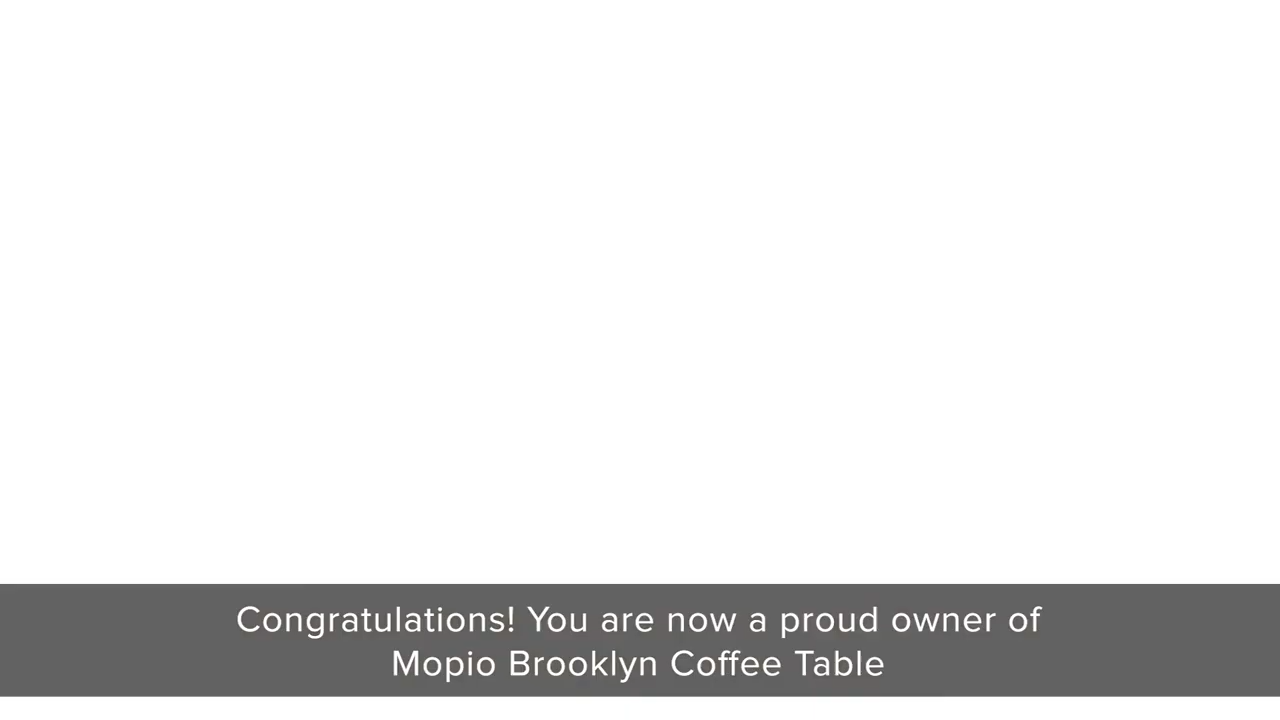 Congratulations! You are now a proud owner of
Mopio Brooklyn Coffee Table